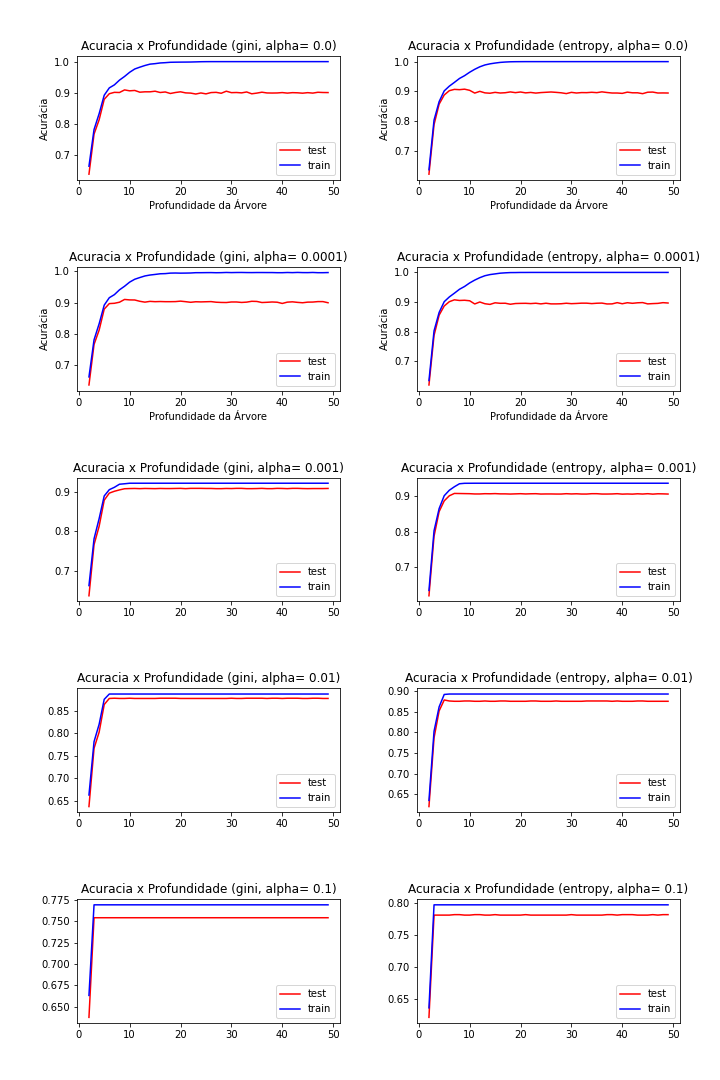 Acuracia x Profundidade (gini, alpha= 0.0)
Acurácia
1.0
0.9
0.8
0.7
test
train
0 10 20 30 40 50
Profundidade da Árvore
Acuracia x Profundidade (entropy, alpha= 0.0)
Acurácia
1.0
0.9
0.8
0.7
test
train
0 10 20 30 40 50
Profundidade da Árvore
Acuracia x Profundidade (gini, alpha= 0.0001)
Acurácia
1.0
0.9
0.8
0.7
test
train
0 10 20 30 40 50
Profundidade da Árvore
Acuracia x Profundidade (entropy, alpha= 0.0001)
Acurácia
1.0
0.9
0.8
0.7
test
train
0 10 20 30 40 50
Profundidade da Árvore
Acuracia x Profundidade (gini, alpha= 0.001)
0.9
0.8
0.7
test
train
0 10 20 30 40 50
Acuracia x Profundidade (entropy, alpha= 0.001)
0.9
0.8
0.7
test
train
0 10 20 30 40 50
Acuracia x Profundidade (gini, alpha= 0.01)
0.85
0.80
0.75
0.70
0.65
test
train
0 10 20 30 40 50
Acuracia x Profundidade (entropy, alpha= 0.01)
0.90
0.85
0.80
0.75
0.70
0.65
test
train
0 10 20 30 40 50
Acuracia x Profundidade (gini, alpha= 0.1)
0.775
0.750
0.725
0.700
0.675
0.650
test
train
0 10 20 30 40 50
Acuracia x Profundidade (entropy, alpha= 0.1)
0.80
0.75
0.70
0.65
test
train
0 10 20 30 40 50